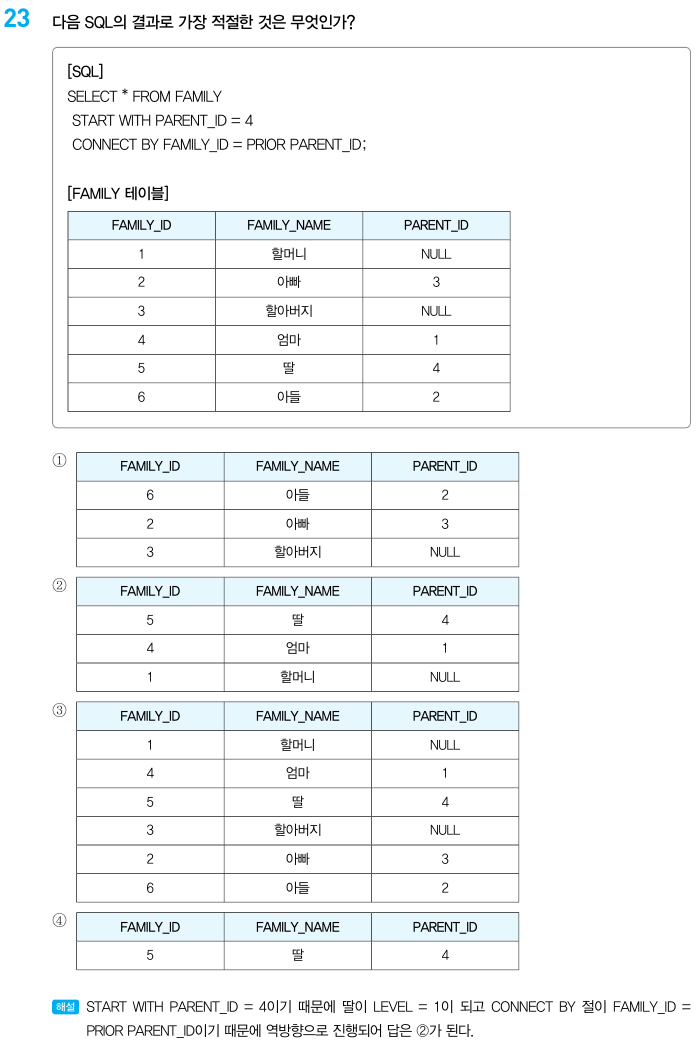 23 다음 SQL의 결과로 가장 적절한 것은 무엇인가?
[SQL]
SELECT * FROM FAMILY
START WITH PARENT_ID = 4
CONNECT BY FAMILY_ID = PRIOR PARENT_ID;
[FAMILY 테이블]
FAMILY_ID FAMILY_NAME PARENT_ID
1 할머니 NULL
2 아빠 3
3 할아버지 NULL
4 엄마 1
5 딸 4
6 아들 2
① FAMILY_ID FAMILY_NAME PARENT_ID
6 아들 2
2 아빠 3
3 할아버지 NULL
② FAMILY_ID FAMILY_NAME PARENT_ID
5 딸 4
4 엄마 1
1 할머니 NULL
③ FAMILY_ID FAMILY_NAME PARENT_ID
1 할머니 NULL
4 엄마 1
5 딸 4
3 할아버지 NULL
2 아빠 3
6 아들 2
④ FAMILY_ID FAMILY_NAME PARENT_ID
5 딸 4
해설 START WITH PARENT_ID = 4이기 때문에 딸이 LEVEL = 1이 되고 CONNECT BY 절이 FAMILY_ID =
PRIOR PARENT_ID이기 때문에 역방향으로 진행되어 답은 ②가 된다.